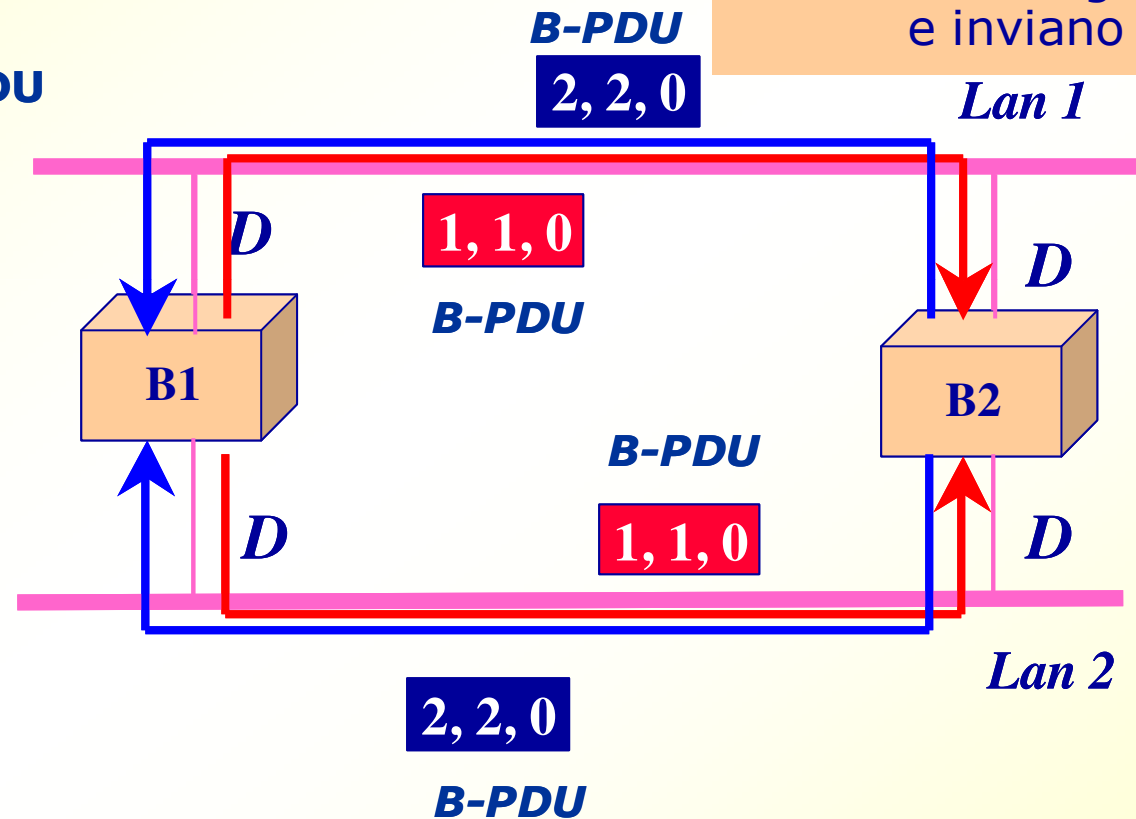 B-PDU
e inviano
2, 2, 0
Lan 1
D
1, 1, 0
D
B-PDU
B1
B2
B-PDU
D
1, 1, 0
D
Lan 2
2, 2, 0
B-PDU